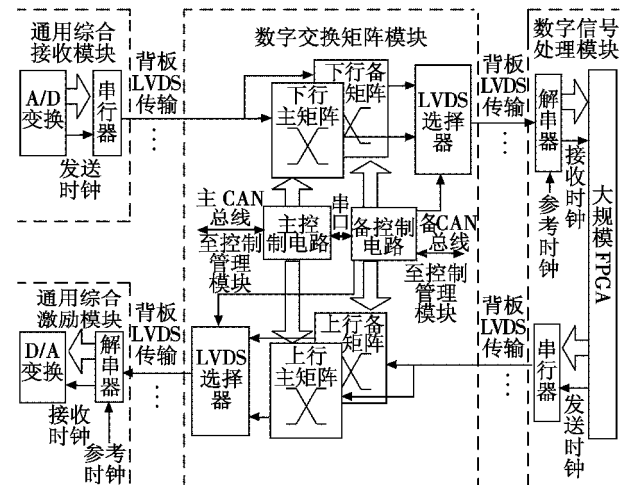 通用综合
接收模块
A/D
变换
串行器
发送
时钟
背板
LVDS
传输
…
数字交换矩阵模块
下行备
矩阵
下行
主矩阵
LVDS
选择
器
背板
LVDS
传输
…
数字信号
处理模块
解串器
接收时钟
参考时钟
大规模FPGA
主CAN
总线
至控制
管理
模块
主控
制电路
串口
备控制
电路
备CAN
总线
至控制
管理
模块
通用综合
激励模块
D/A
变换
解串器
接收
时钟
参考
时钟
背板
LVDS
传输
…
LVDS
选择
器
上行备
矩阵
上行
主矩阵
背板
LVDS
传输
…
串行器
发送时钟